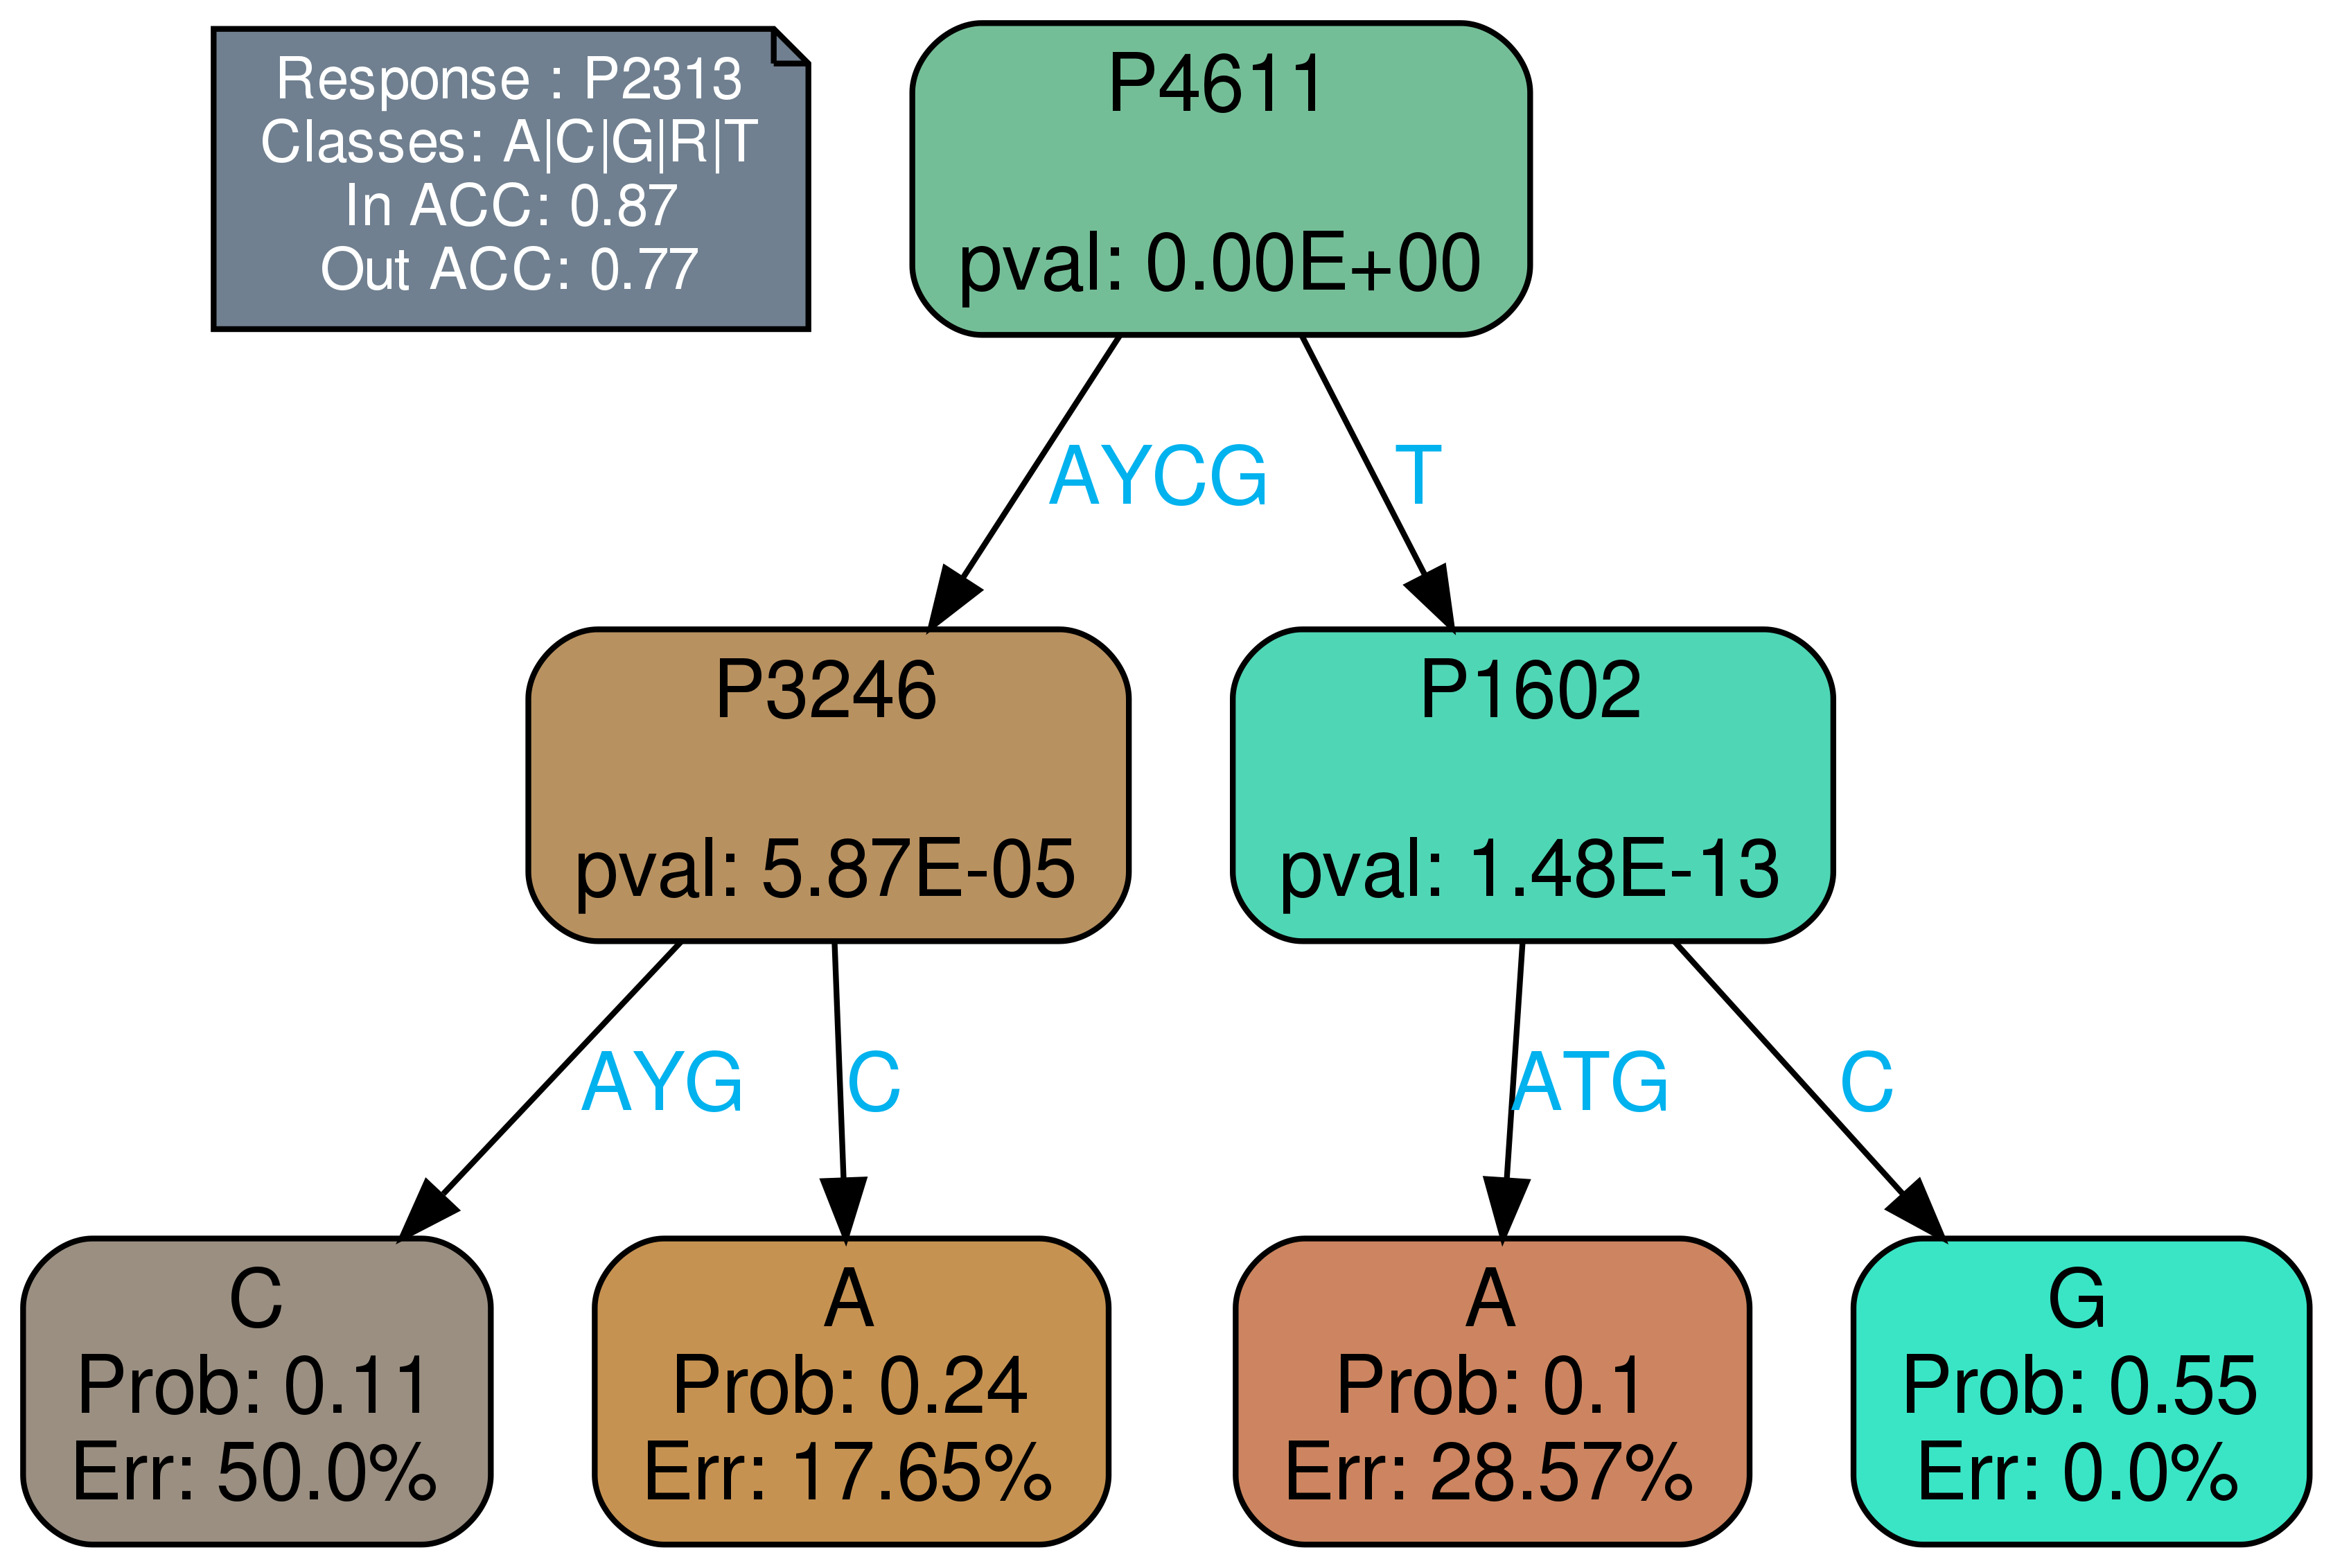 Response : P2313
Classes: A|C|G|R|T
In ACC: 0.87
Out ACC: 0.77
P4611
pval: 0.00E+00
AYCG
T
P3246
pval: 5.87E-05
P1602
pval: 1.48E-13
AYG
C
ATG
C
C
Prob: 0.11
Err: 50.0%
A
Prob: 0.24
Err: 17.65%
A
Prob: 0.1
Err: 28.57%
G
Prob: 0.55
Err: 0.0%